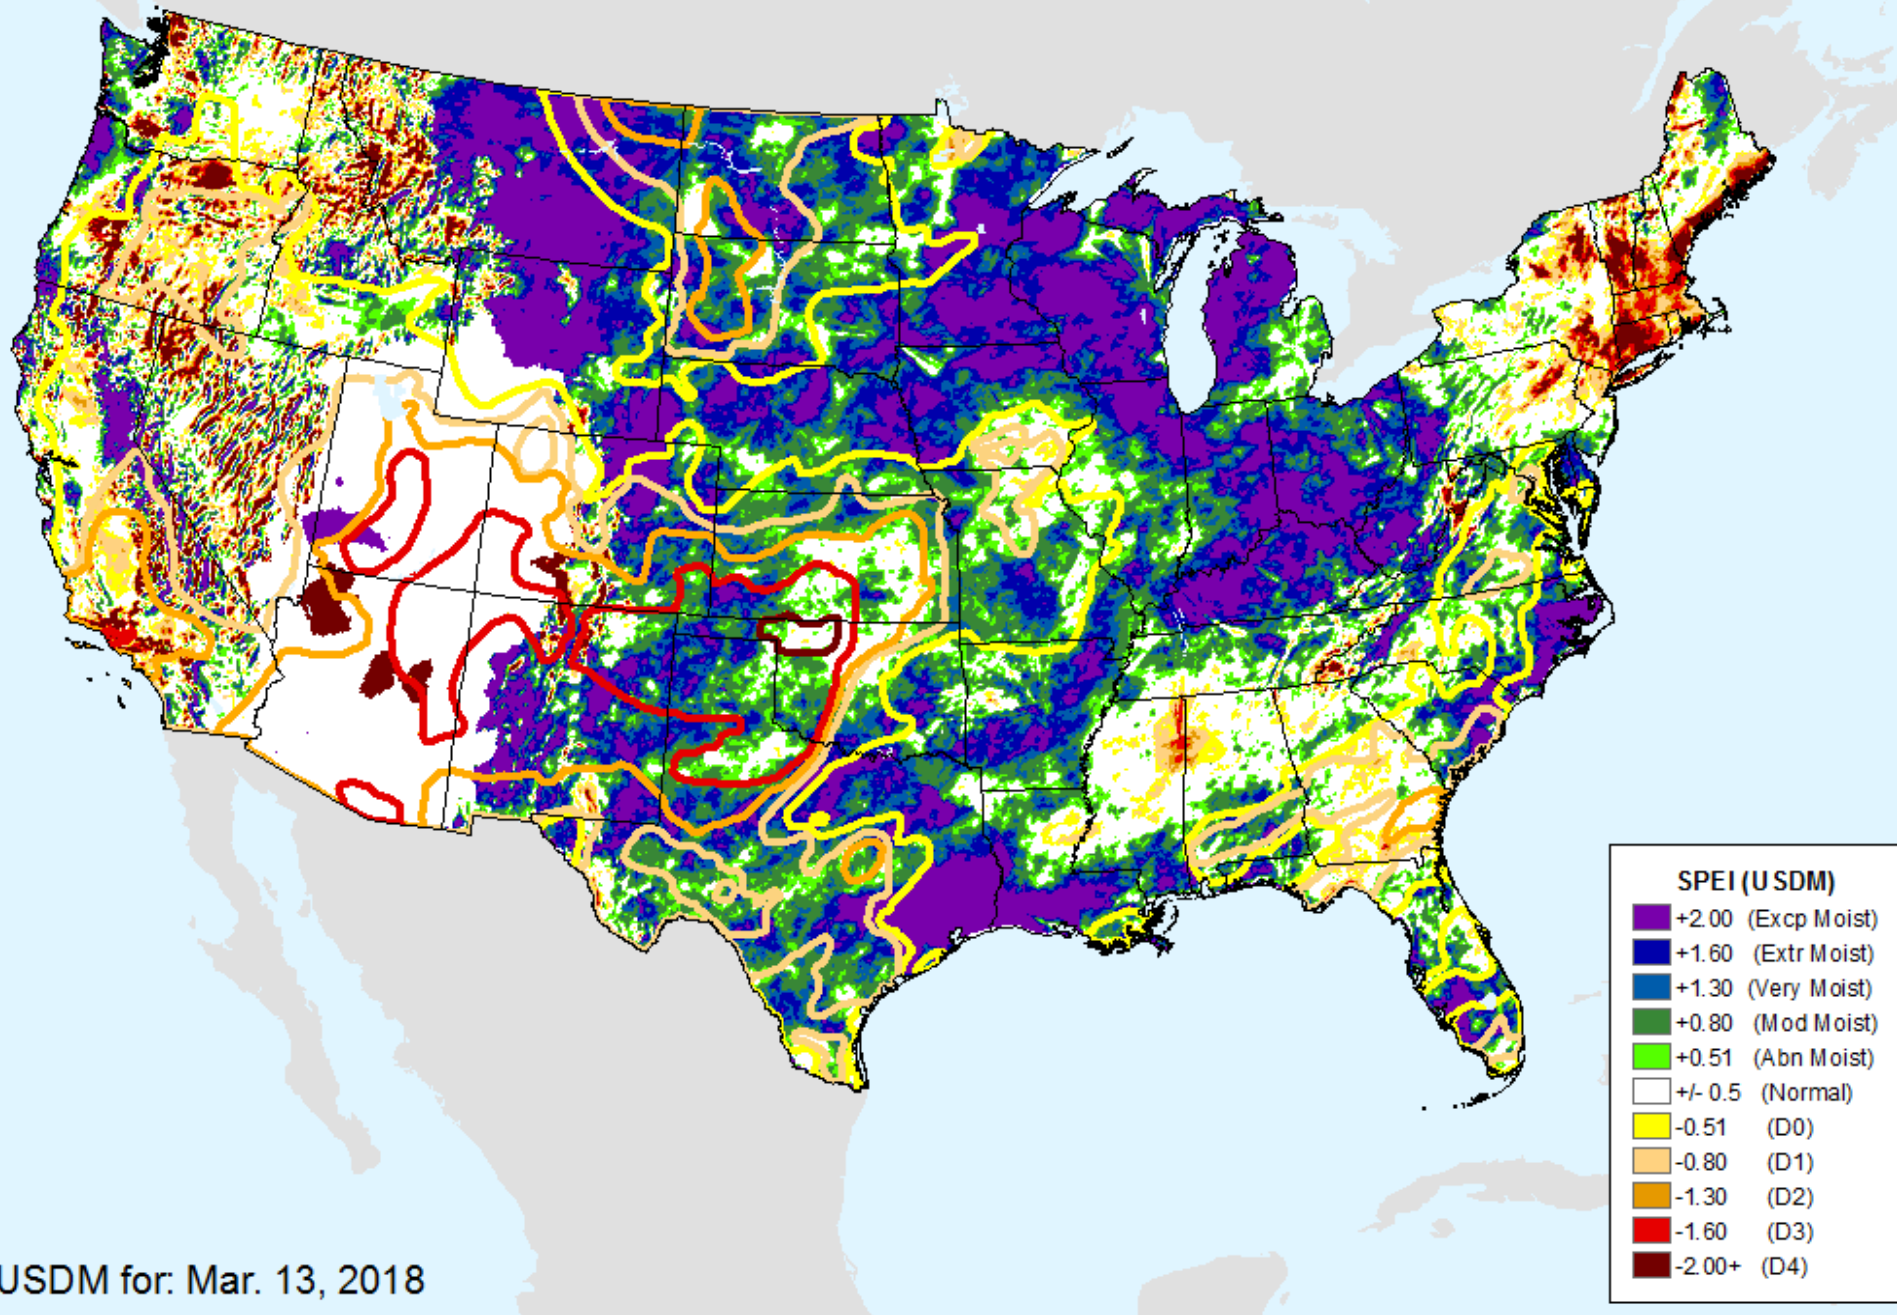 SPEI (USDM)
+2.00 (Excp Moist)
+1.60 (Extr Moist)
+1.30 (Very Moist)
+0.80 (Mod Moist)
+0.51 (Abn Moist)
+/- 0.5 (Normal)
-0.51 (D0)
-0.80 (D1)
-1.30 (D2)
-1.60 (D3)
-2.00+ (D4)
USDM for: Mar. 13, 2018